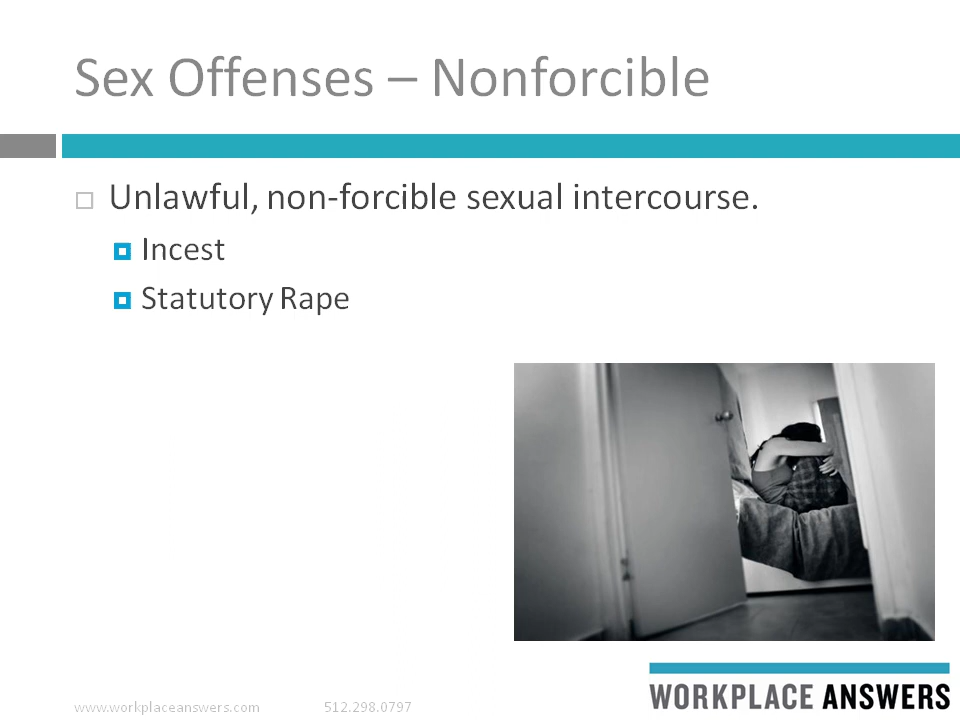 Sex Offenses – Nonforcible
Unlawful, non-forcible sexual intercourse.
Incest
Statutory Rape
www.workplaceanswers.com 512.298.0797
WORKPLACE ANSWERS